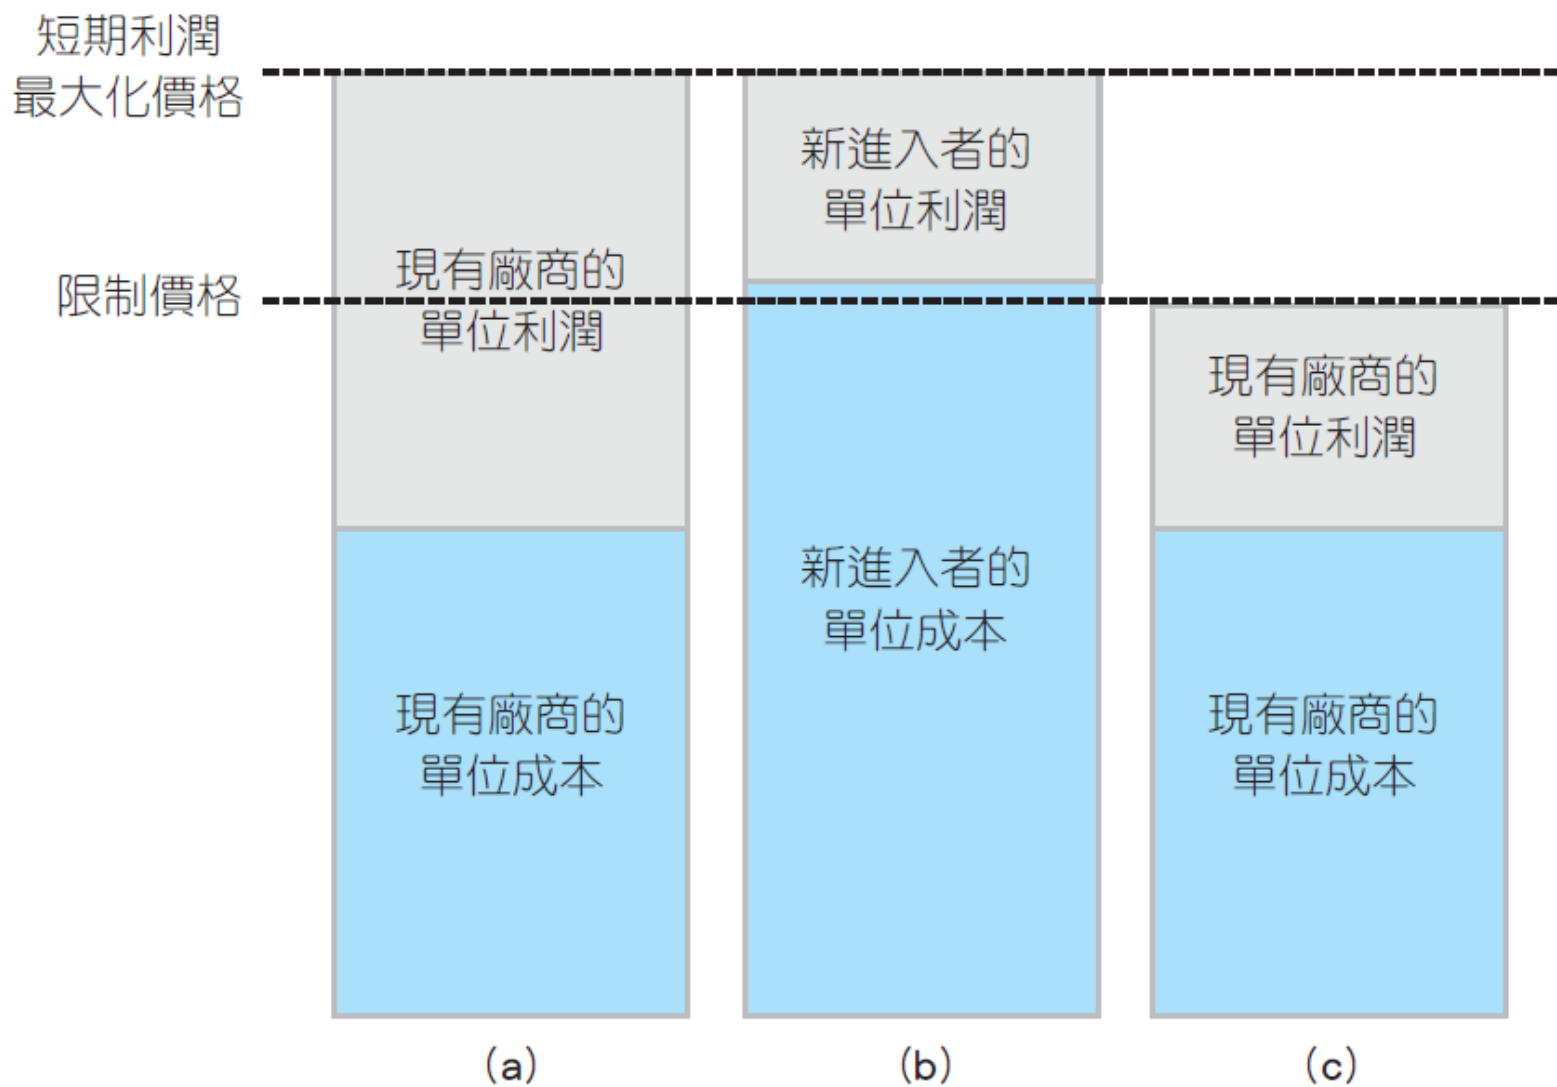 短期利潤
最大化價格
限制價格
現有廠商的
單位利潤
現有廠商的
單位成本
(a)
新進入者的
單位利潤
新進入者的
單位成本
(b)
現有廠商的
單位利潤
現有廠商的
單位成本
(c)